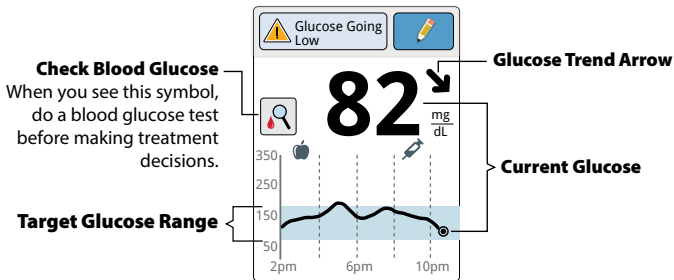 Glucose Going
Low
Check Blood Glucose
When you see this symbol,
do a blood glucose test
before making treatment
decisions.
Glucose Trend Arrow
82
mg
dL
Current Glucose
Target Glucose Range
350
250
150
50
2pm
6pm
10pm